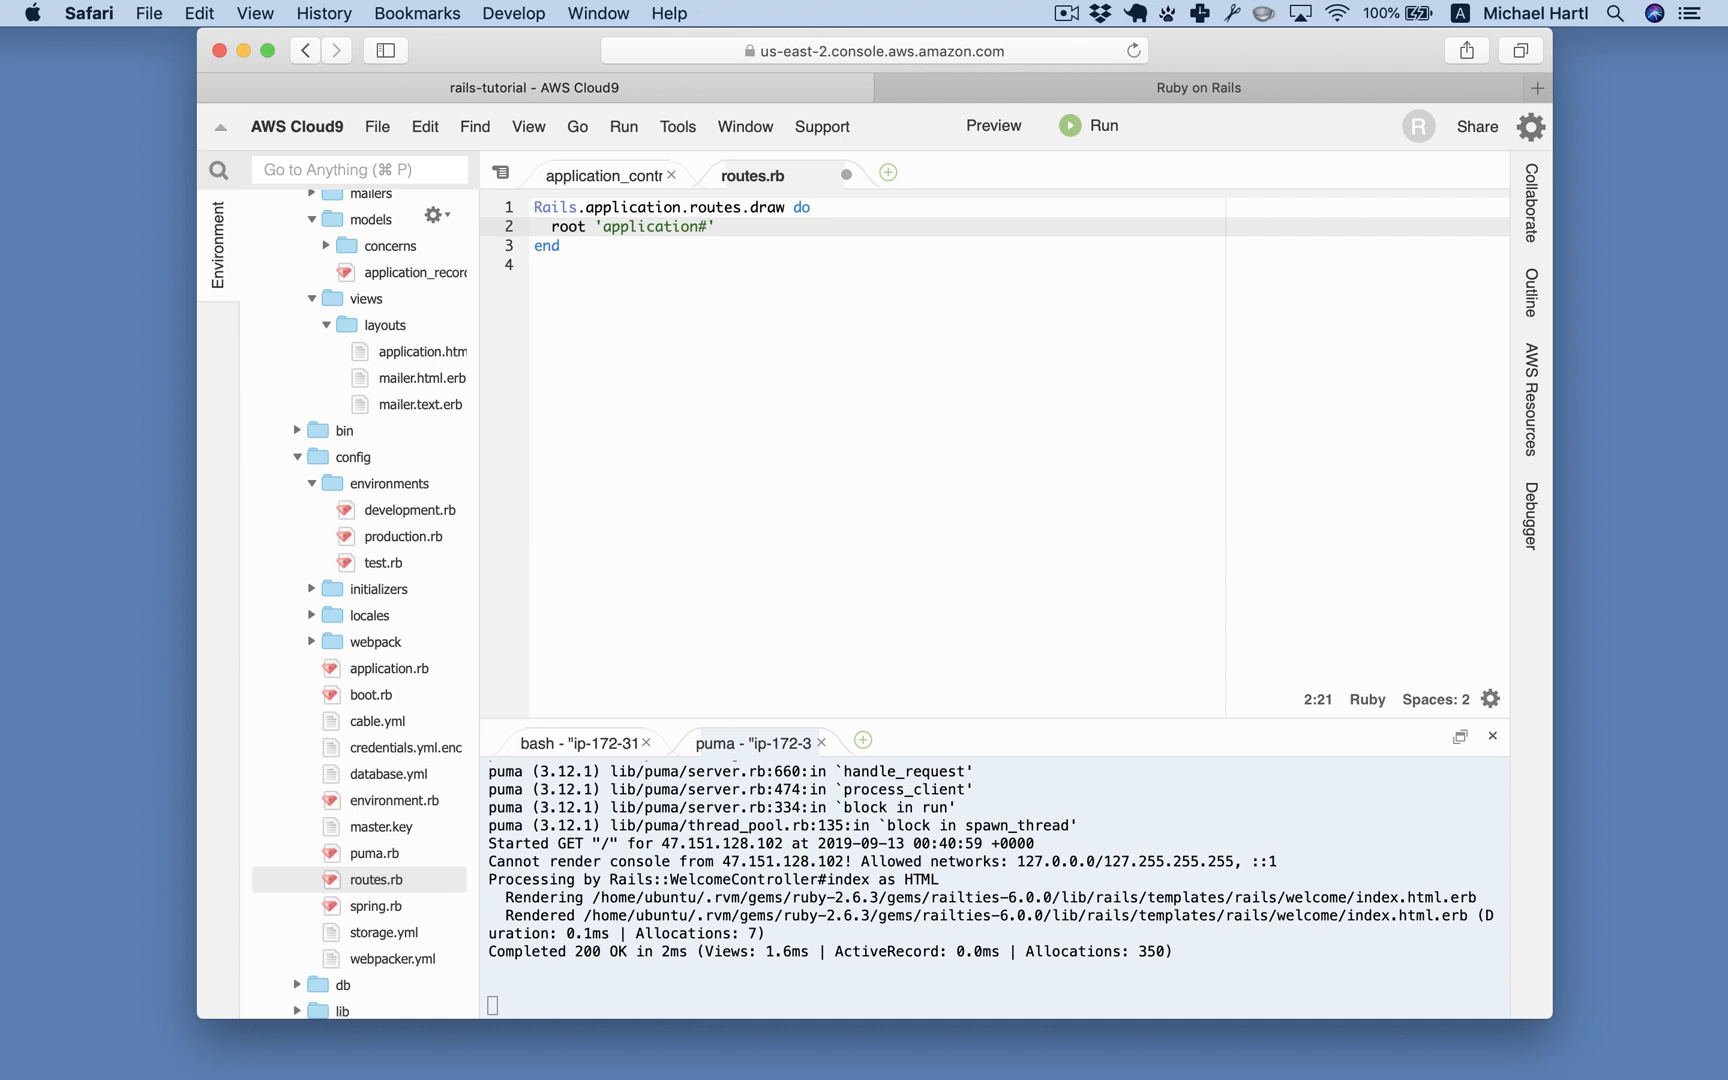 Safari File Edit View History Bookmarks Develop Window Help 100% A Michael Hartl
us-east-2.console.aws.amazon.com
rails-tutorial - AWS Cloud9 Ruby on Rails
AWS Cloud9 File Edit Find View Go Run Tools Window Support Preview Run R Share
Go to Anything (⌘ P)
application_contr routes.rb
Environment
mailers
models
concerns
application_record
views
layouts
application.htm
mailer.html.erb
mailer.text.erb
bin
config
environments
development.rb
production.rb
test.rb
initializers
locales
webpack
application.rb
boot.rb
cable.yml
credentials.yml.enc
database.yml
environment.rb
master.key
puma.rb
routes.rb
spring.rb
storage.yml
webpacker.yml
db
lib
1 Rails.application.routes.draw do
2 root 'application#'
3 end
4
2:21 Ruby Spaces: 2
Collaborate
Outline
AWS Resources
Debugger
bash - "ip-172-31 puma - "ip-172-3
puma (3.12.1) lib/puma/server.rb:660:in `handle_request'
puma (3.12.1) lib/puma/server.rb:474:in `process_client'
puma (3.12.1) lib/puma/server.rb:334:in `block in run'
puma (3.12.1) lib/puma/thread_pool.rb:135:in `block in spawn_thread'
Started GET "/" for 47.151.128.102 at 2019-09-13 00:40:59 +0000
Cannot render console from 47.151.128.102! Allowed networks: 127.0.0.0/127.255.255.255, ::1
Processing by Rails::WelcomeController#index as HTML
Rendering /home/ubuntu/.rvm/gems/ruby-2.6.3/gems/railties-6.0.0/lib/rails/templates/rails/welcome/index.html.erb
Rendered /home/ubuntu/.rvm/gems/ruby-2.6.3/gems/railties-6.0.0/lib/rails/templates/rails/welcome/index.html.erb (D
uration: 0.1ms | Allocations: 7)
Completed 200 OK in 2ms (Views: 1.6ms | ActiveRecord: 0.0ms | Allocations: 350)